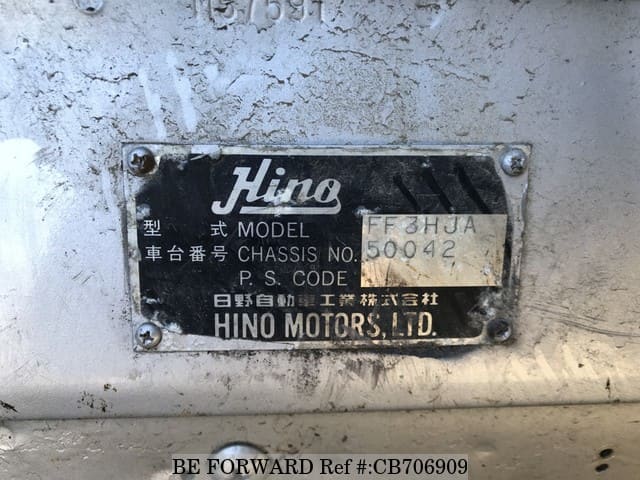 M37591
Hino
型 式 MODEL FF3HJA
車台番号 CHASSIS NO. 50042
P. S. CODE
日野自動車工業株式会社
HINO MOTORS, LTD.
BE FORWARD Ref #:CB706909